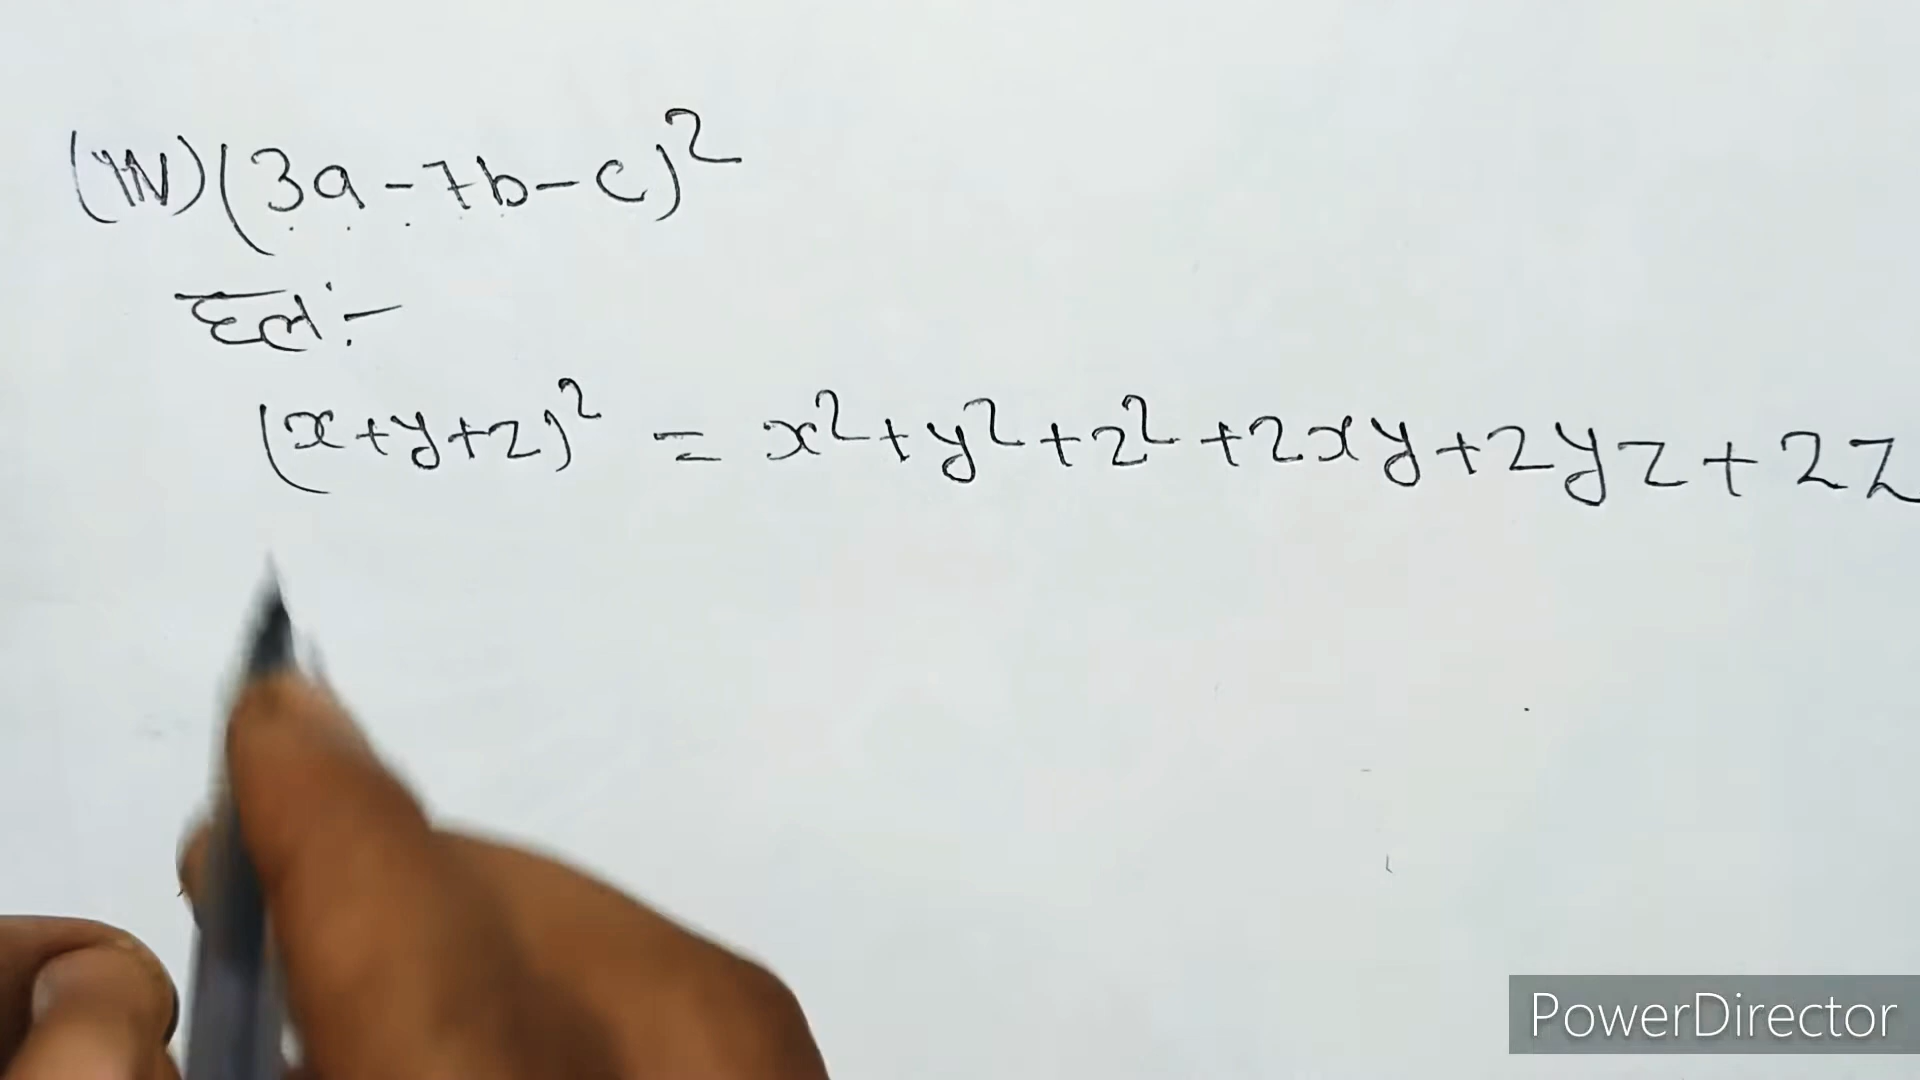 (iv) (3a-7b-c)²
हल:-
(x+y+z)² = x²+y²+z²+2xy+2yz+2z
PowerDirector